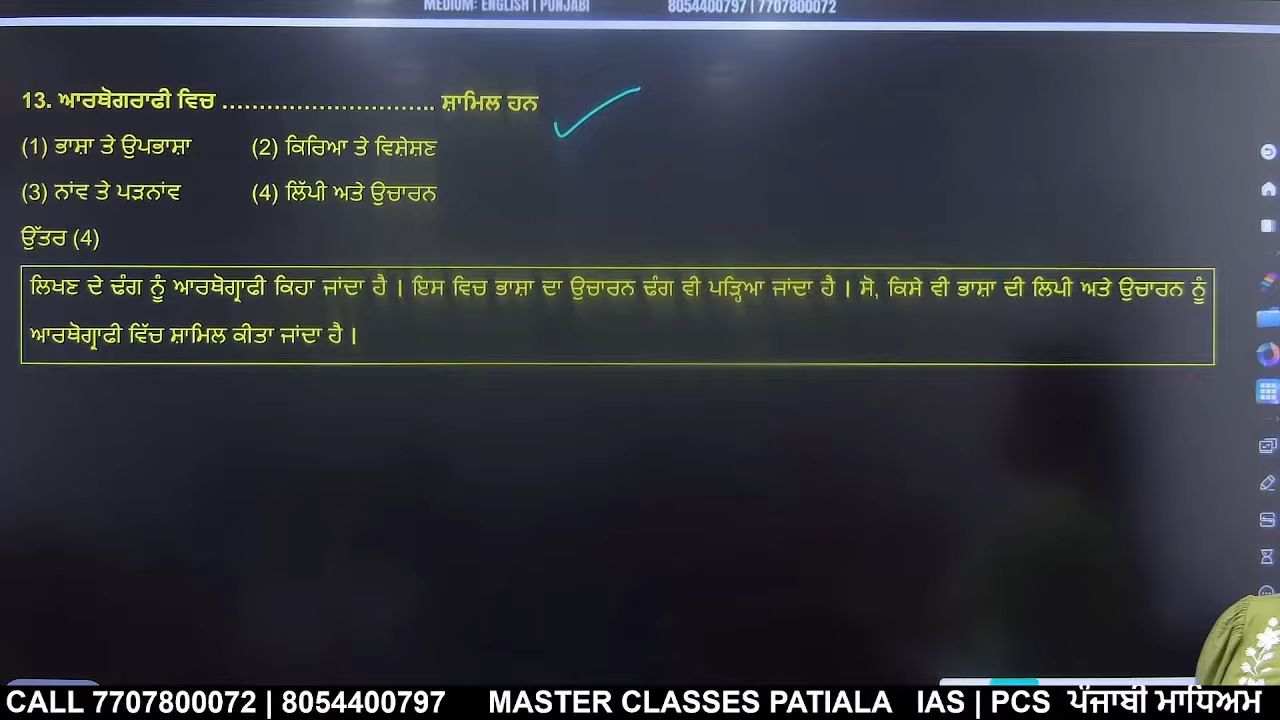 MEDIUM: ENGLISH | PUNJABI 8054400797 | 7707800072
13. ਆਰਥੋਗਰਾਫੀ ਵਿਚ ................................ ਸ਼ਾਮਿਲ ਹਨ
(1) ਭਾਸ਼ਾ ਤੇ ਉਪਭਾਸ਼ਾ (2) ਕਿਰਿਆ ਤੇ ਵਿਸ਼ੇਸ਼ਣ
(3) ਨਾਂਵ ਤੇ ਪੜਨਾਂਵ (4) ਲਿੱਪੀ ਅਤੇ ਉਚਾਰਨ
ਉੱਤਰ (4)
ਲਿਖਣ ਦੇ ਢੰਗ ਨੂੰ ਆਰਥੋਗ੍ਰਾਫੀ ਕਿਹਾ ਜਾਂਦਾ ਹੈ। ਇਸ ਵਿਚ ਭਾਸ਼ਾ ਦਾ ਉਚਾਰਨ ਢੰਗ ਵੀ ਪੜ੍ਹਿਆ ਜਾਂਦਾ ਹੈ। ਸੋ, ਕਿਸੇ ਵੀ ਭਾਸ਼ਾ ਦੀ ਲਿਪੀ ਅਤੇ ਉਚਾਰਨ ਨੂੰ
ਆਰਥੋਗ੍ਰਾਫੀ ਵਿੱਚ ਸ਼ਾਮਿਲ ਕੀਤਾ ਜਾਂਦਾ ਹੈ।
CALL 7707800072 | 8054400797 MASTER CLASSES PATIALA IAS | PCS ਪੰਜਾਬੀ ਮਾਧਿਅਮ